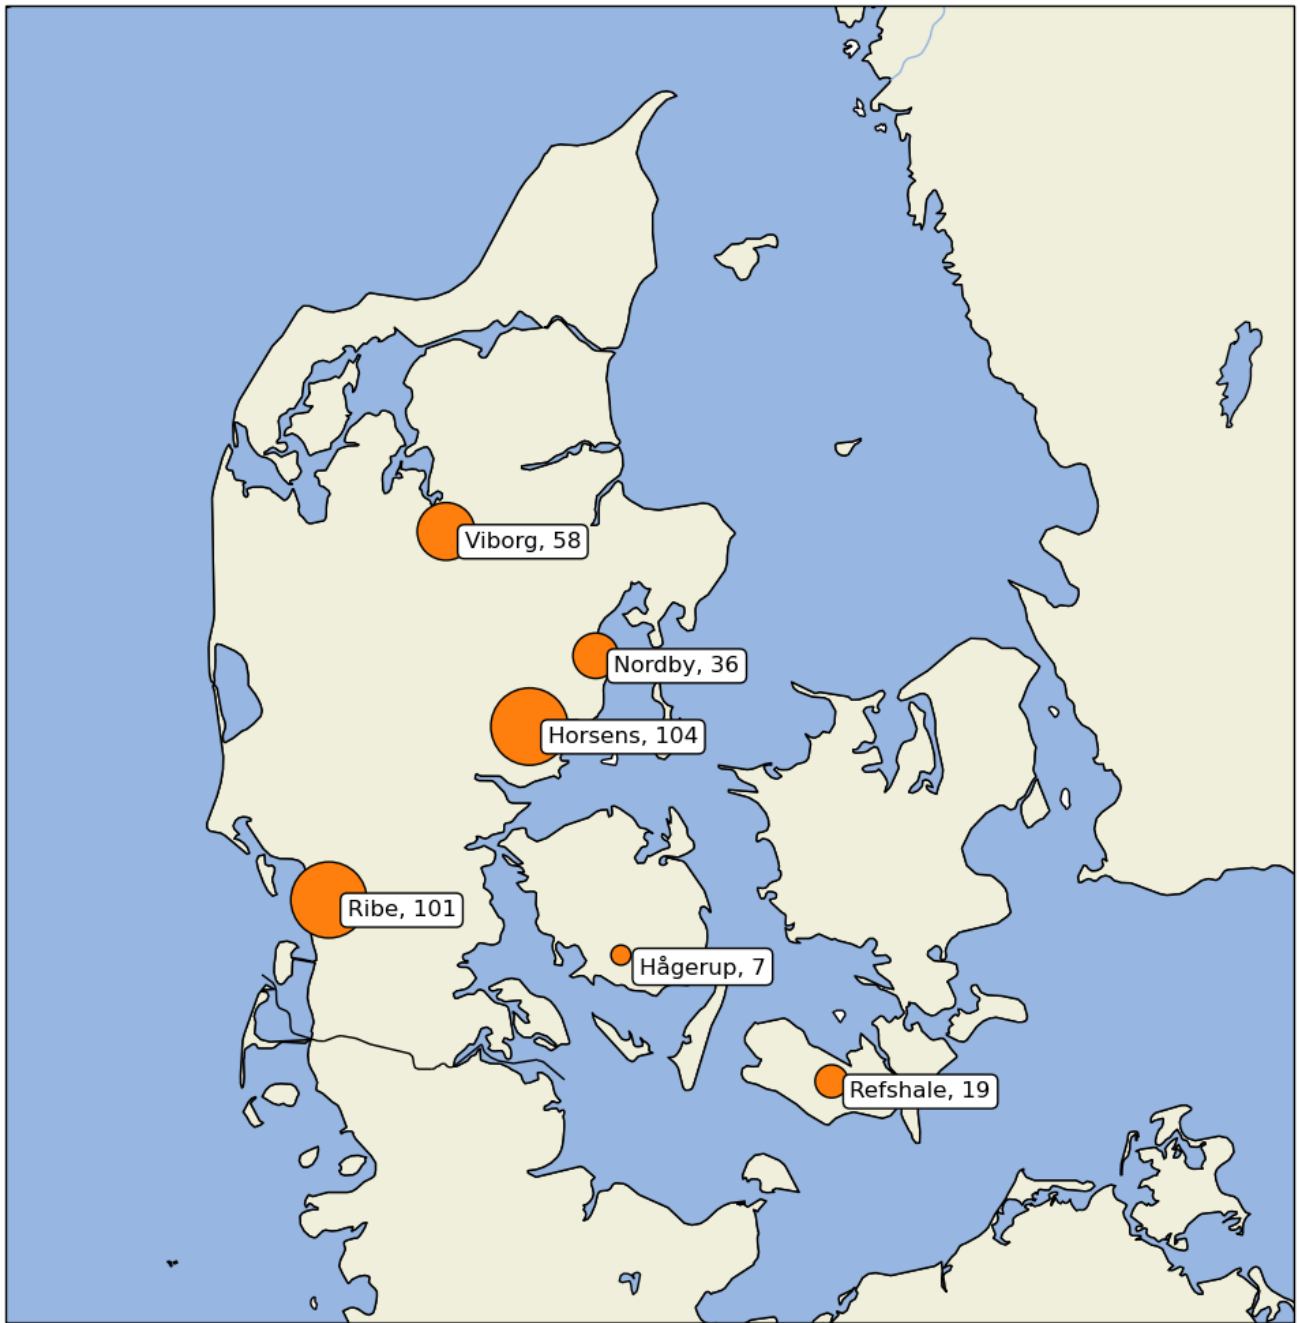 Viborg, 58
Nordby, 36
Horsens, 104
Ribe, 101
Hågerup, 7
Refshale, 19